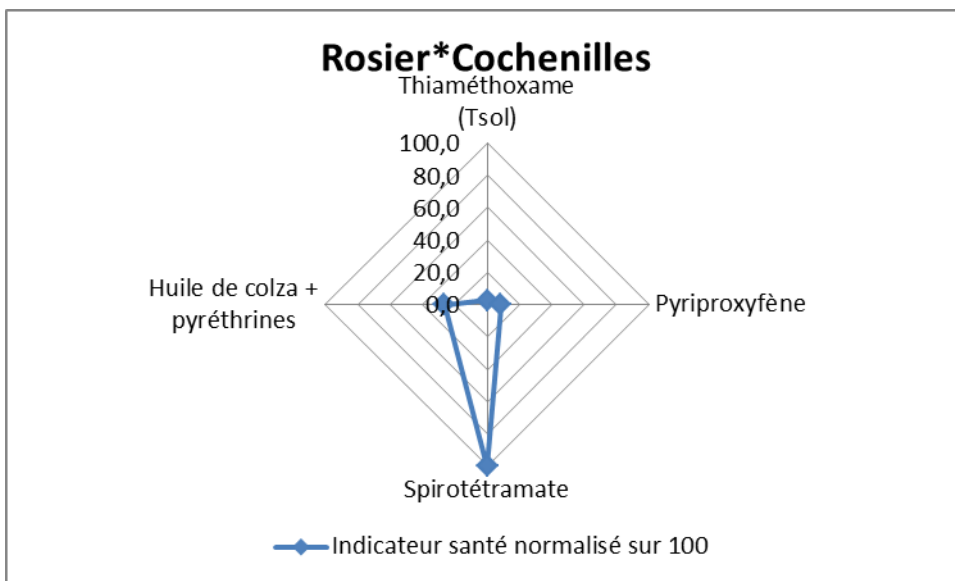 Rosier*Cochenilles
Thiaméthoxame
(Tsol)
100,0
80,0
60,0
40,0
20,0
0,0
Huile de colza +
pyréthrines
Pyriproxyfène
Spirotétramate
Indicateur santé normalisé sur 100